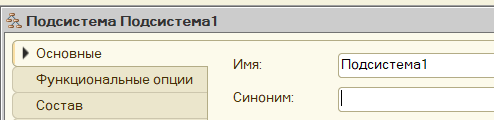 Подсистема Подсистема1
Основные
Имя: Подсистема1
Функциональные опции
Синоним:
Состав